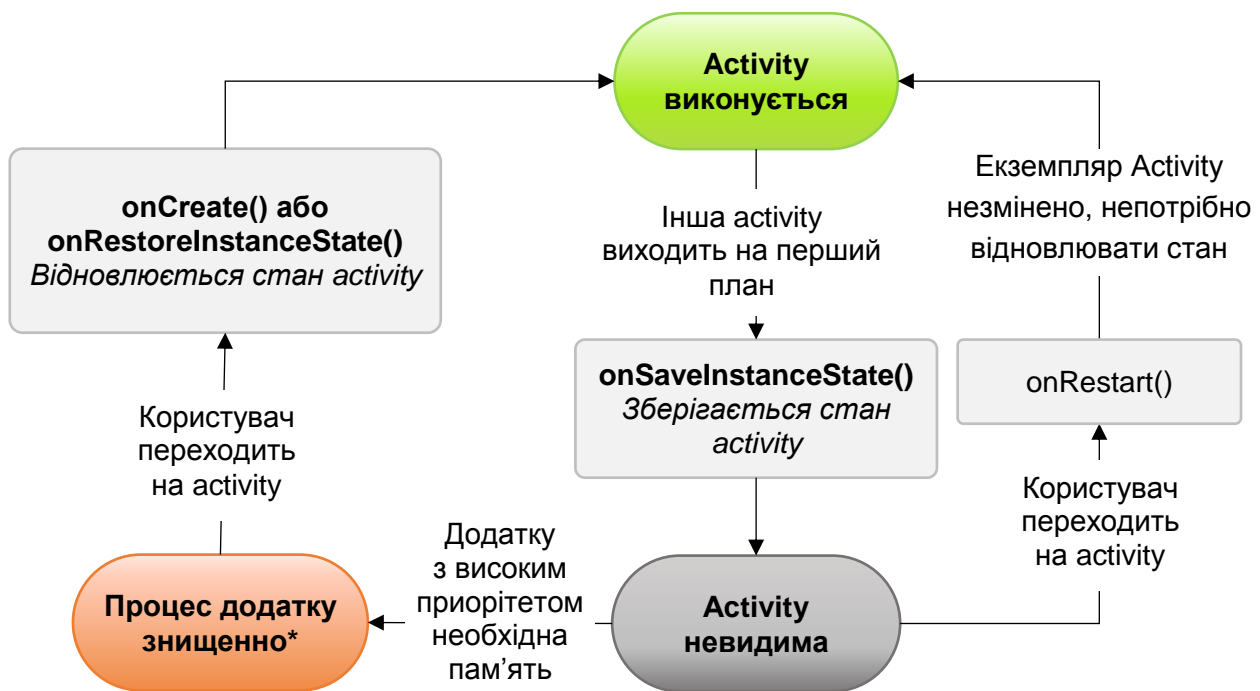 Activity
виконується
onCreate() або
onRestoreInstanceState()
Відновлюється стан activity
Інша activity
виходить на перший
план
Екземпляр Activity
незмінено, непотрібно
відновлювати стан
onSaveInstanceState()
Зберігається стан
activity
onRestart()
Користувач
переходить
на activity
Користувач
переходить
на activity
Додатку
з високим
приорітетом
необхідна
пам’ять
Процес додатку
знищенно*
Activity
невидима